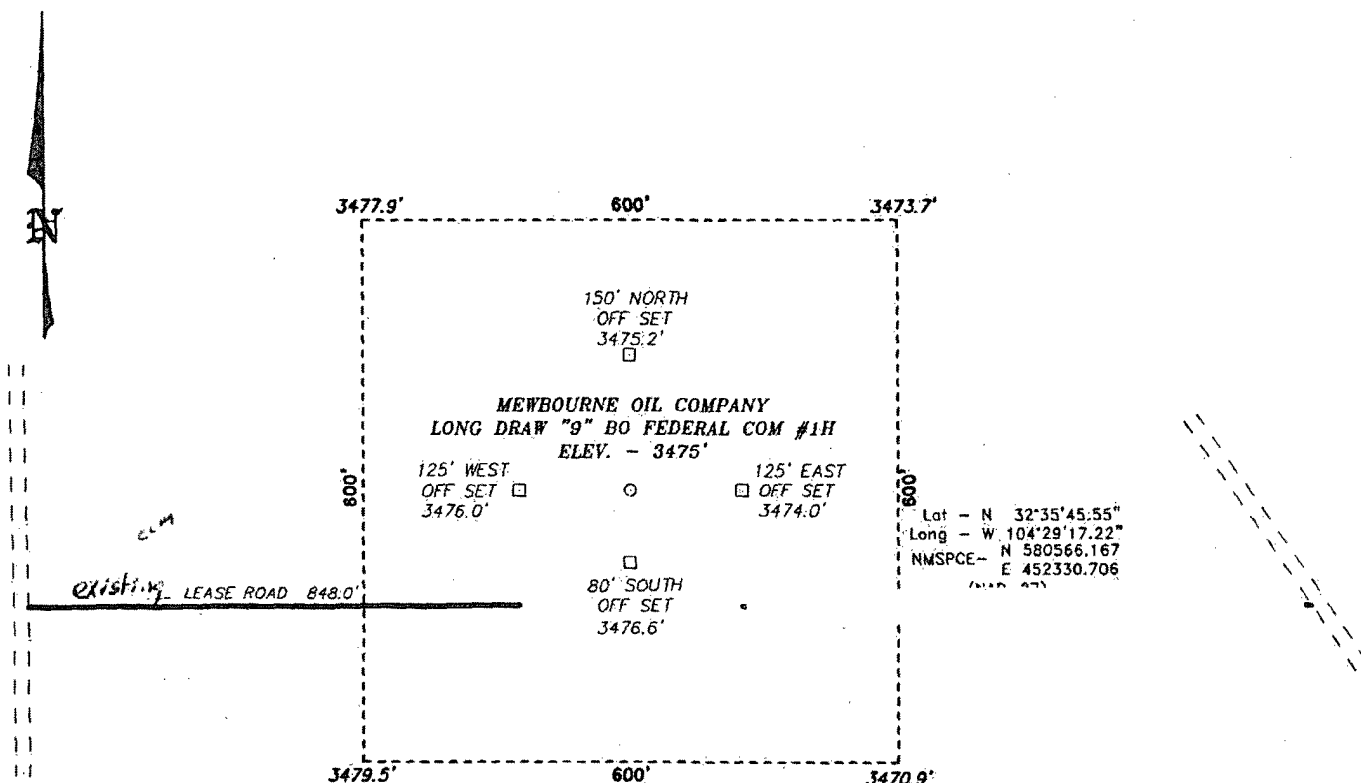 N
3477.9' 600' 3473.7'
150' NORTH
OFF SET
3475.2'
MEWBOURNE OIL COMPANY
LONG DRAW "9" BO FEDERAL COM #1H
ELEV. - 3475'
600'
125' WEST
OFF SET
3476.0'
125' EAST
OFF SET
3474.0'
600'
Lat - N 32°35'45.55"
Long - W 104°29'17.22"
NMSPCE- N 580566.167
E 452330.706
existing LEASE ROAD 848.0'
80' SOUTH
OFF SET
3476.6'
3479.5' 600' 3470.9'